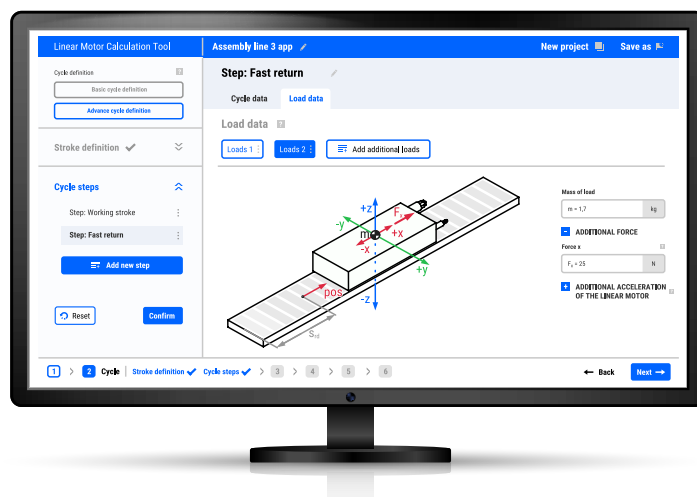 Linear Motor Calculation Tool
Assembly line 3 app
New project
Save as
Cycle definition
?
Basic cycle definition
Advance cycle definition
Stroke definition
Cycle steps
Step: Working stroke
Step: Fast return
Add new step
Reset
Confirm
Step: Fast return
Cycle data
Load data
Load data
?
Loads 1
Loads 2
Add additional loads
+z
Fx
-y
m
+x
-x
+y
pos
-z
Srd
Mass of load
m = 1,7
kg
- ADDITIONAL FORCE
Force x
?
Fx = 25
N
+ ADDITIONAL ACCELERATION
OF THE LINEAR MOTOR
?
1 > 2 Cycle | Stroke definition Cycle steps > 3 > 4 > 5 > 6
← Back
Next →